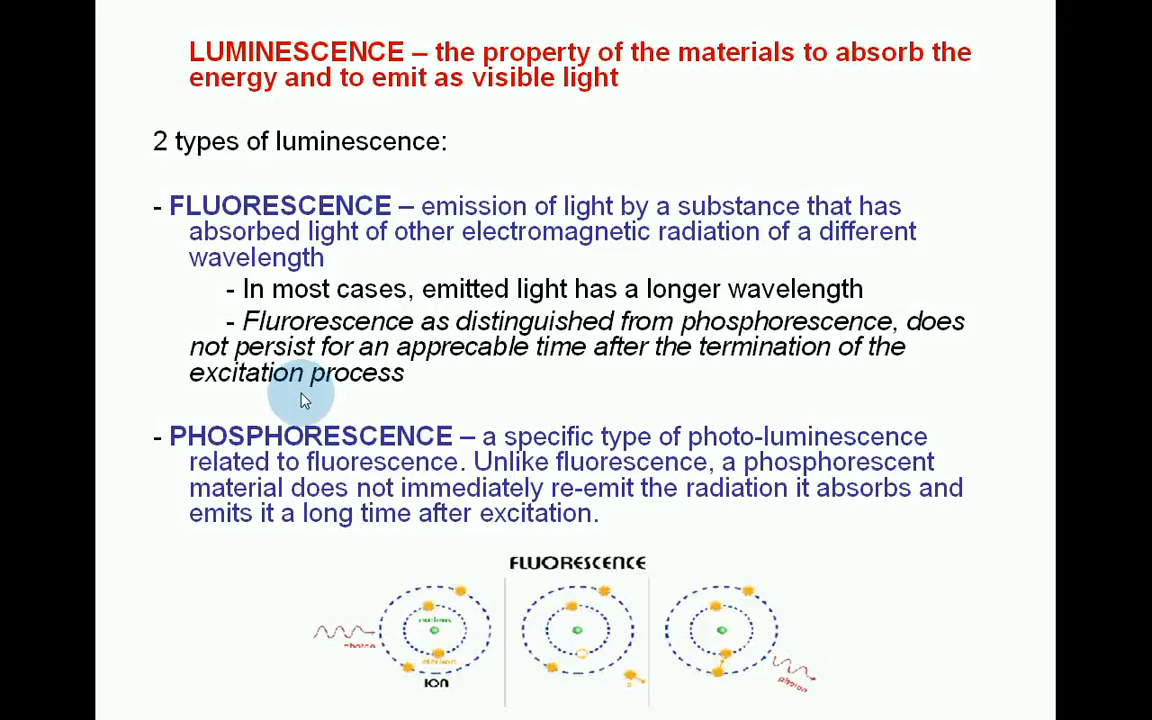 LUMINESCENCE – the property of the materials to absorb the
energy and to emit as visible light
2 types of luminescence:
- FLUORESCENCE – emission of light by a substance that has
absorbed light of other electromagnetic radiation of a different
wavelength
- In most cases, emitted light has a longer wavelength
- Flurorescence as distinguished from phosphorescence, does
not persist for an apprecable time after the termination of the
excitation process
- PHOSPHORESCENCE – a specific type of photo-luminescence
related to fluorescence. Unlike fluorescence, a phosphorescent
material does not immediately re-emit the radiation it absorbs and
emits it a long time after excitation.
FLUORESCENCE
nucleus
photon
ION
photon